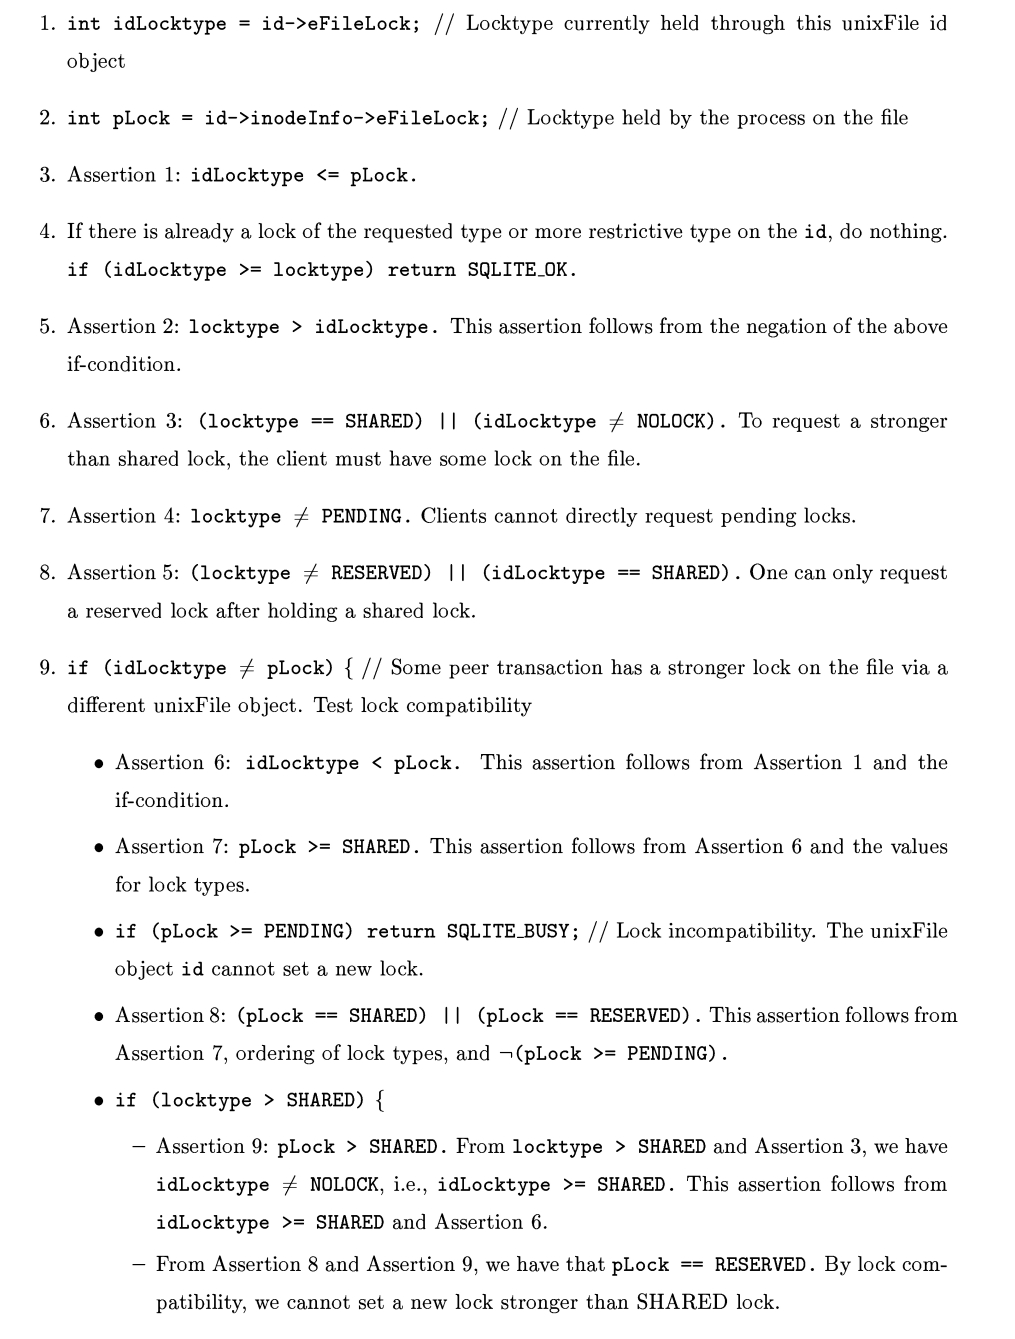 1. int idLocktype = id->eFileLock; // Locktype currently held through this unixFile id
object
2. int pLock = id->inodeInfo->eFileLock; // Locktype held by the process on the file
3. Assertion 1: idLocktype <= pLock.
4. If there is already a lock of the requested type or more restrictive type on the id, do nothing.
if (idLocktype >= locktype) return SQLITE_OK.
5. Assertion 2: locktype > idLocktype. This assertion follows from the negation of the above
if-condition.
6. Assertion 3: (locktype == SHARED) || (idLocktype ≠ NOLOCK). To request a stronger
than shared lock, the client must have some lock on the file.
7. Assertion 4: locktype ≠ PENDING. Clients cannot directly request pending locks.
8. Assertion 5: (locktype ≠ RESERVED) || (idLocktype == SHARED). One can only request
a reserved lock after holding a shared lock.
9. if (idLocktype ≠ pLock) { // Some peer transaction has a stronger lock on the file via a
different unixFile object. Test lock compatibility
• Assertion 6: idLocktype < pLock. This assertion follows from Assertion 1 and the
if-condition.
• Assertion 7: pLock >= SHARED. This assertion follows from Assertion 6 and the values
for lock types.
• if (pLock >= PENDING) return SQLITE_BUSY; // Lock incompatibility. The unixFile
object id cannot set a new lock.
• Assertion 8: (pLock == SHARED) || (pLock == RESERVED). This assertion follows from
Assertion 7, ordering of lock types, and ¬(pLock >= PENDING).
• if (locktype > SHARED) {
– Assertion 9: pLock > SHARED. From locktype > SHARED and Assertion 3, we have
idLocktype ≠ NOLOCK, i.e., idLocktype >= SHARED. This assertion follows from
idLocktype >= SHARED and Assertion 6.
– From Assertion 8 and Assertion 9, we have that pLock == RESERVED. By lock com-
patibility, we cannot set a new lock stronger than SHARED lock.